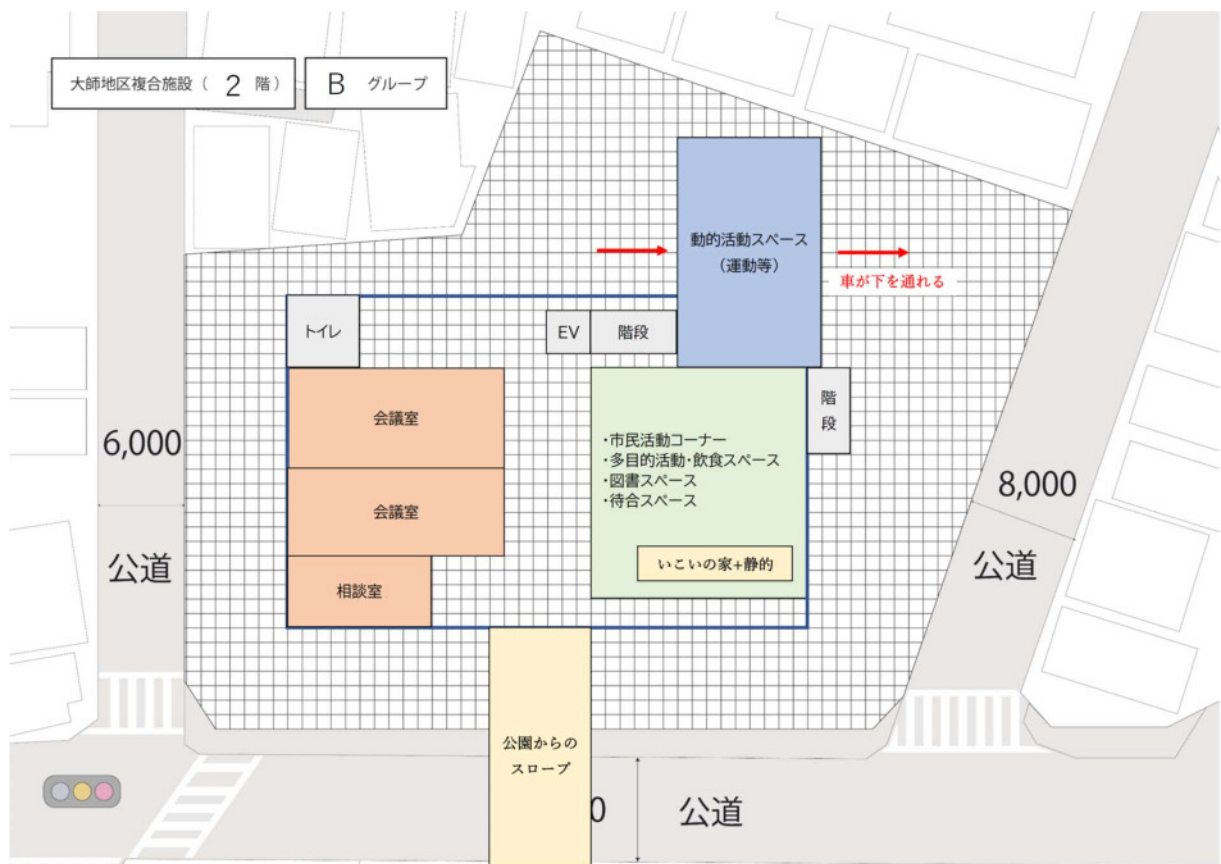 大師地区複合施設（ 2 階） B グループ
動的活動スペース
（運動等）
車が下を通れる
トイレ
EV 階段
階
段
会議室
・市民活動コーナー
・多目的活動・飲食スペース
・図書スペース
・待合スペース
6,000
8,000
会議室
いこいの家+静的
公道
公道
相談室
公園からの
スロープ
0 公道